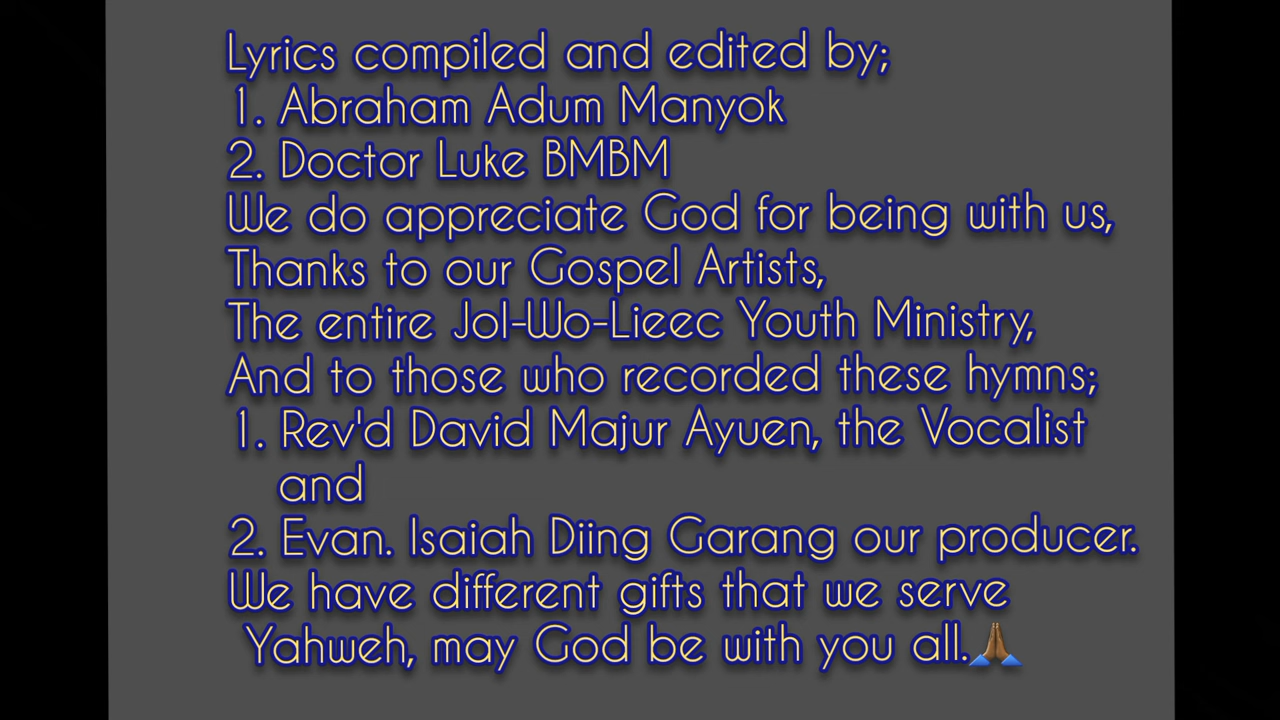 Lyrics compiled and edited by;
1. Abraham Adum Manyok
2. Doctor Luke BMBM
We do appreciate God for being with us,
Thanks to our Gospel Artists,
The entire Jol-Wo-Lieec Youth Ministry,
And to those who recorded these hymns;
1. Rev'd David Majur Ayuen, the Vocalist
and
2. Evan. Isaiah Diing Garang our producer.
We have different gifts that we serve
Yahweh, may God be with you all.🙏🏾